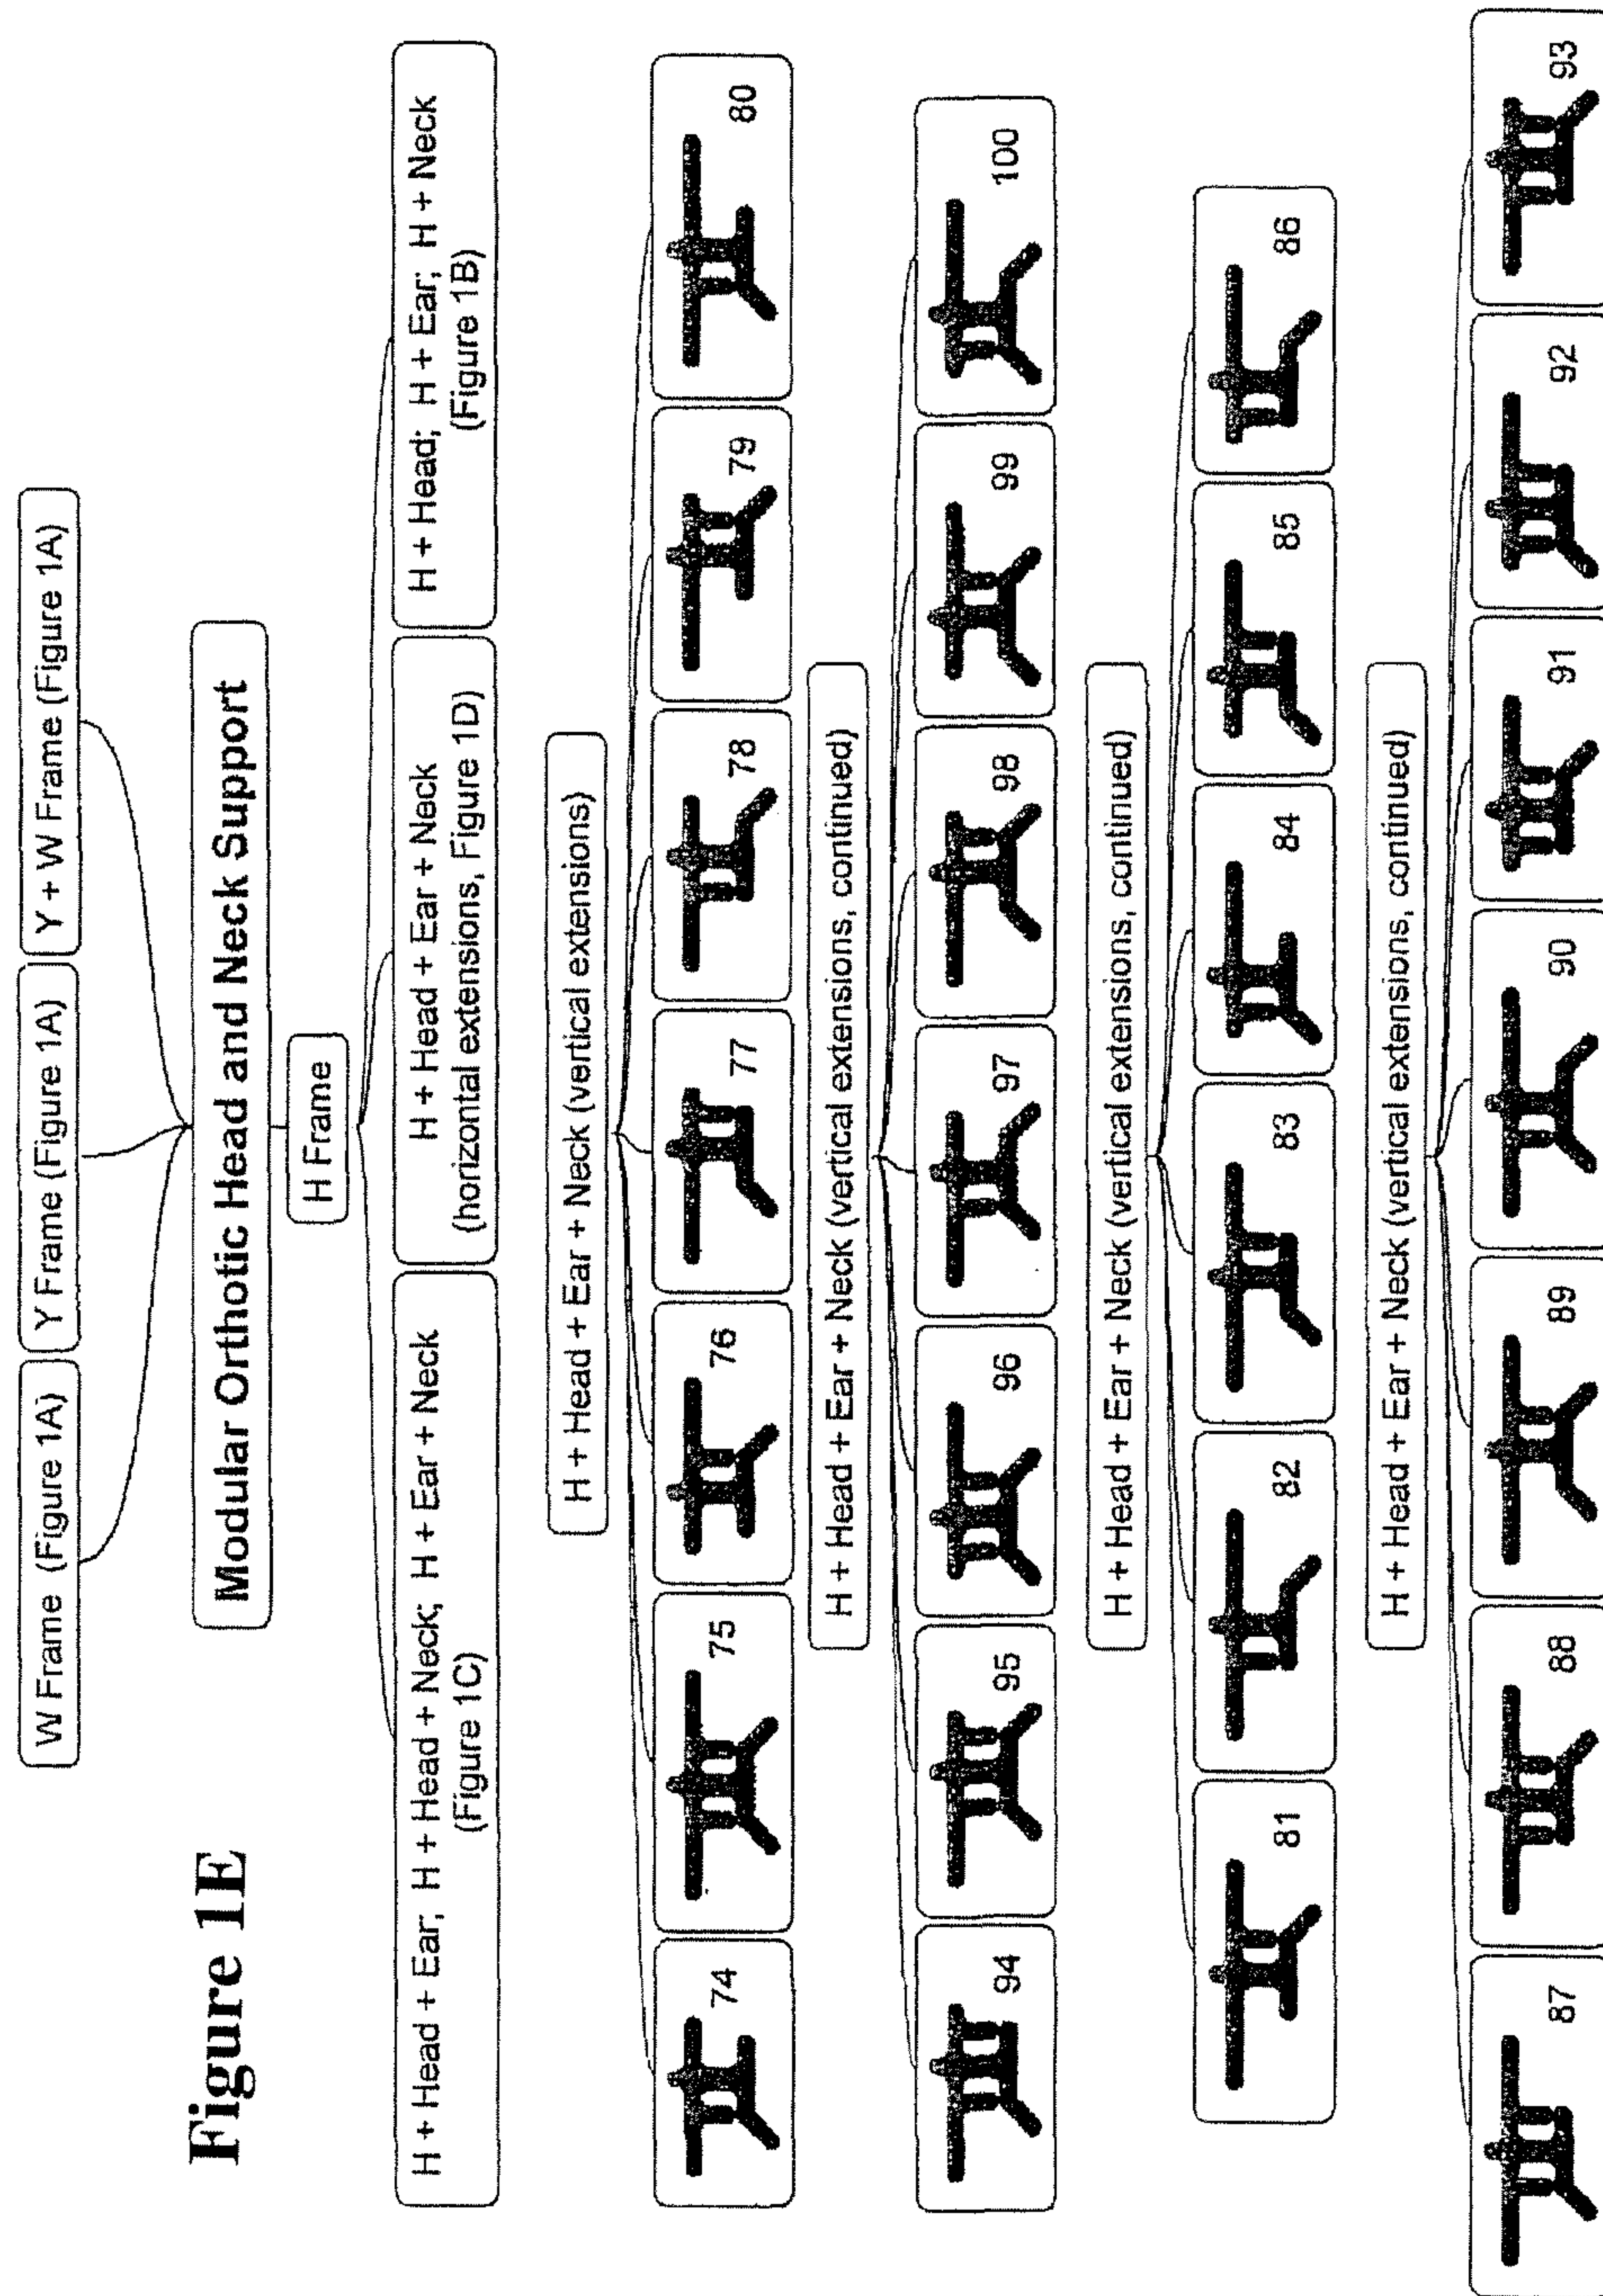 Figure 1E
W Frame (Figure 1A)
Y Frame (Figure 1A)
Y + W Frame (Figure 1A)
Modular Orthotic Head and Neck Support
H Frame
H + Head + Ear; H + Head + Neck; H + Ear + Neck
(Figure 1C)
H + Head + Ear + Neck
(horizontal extensions, Figure 1D)
H + Head; H + Ear; H + Neck
(Figure 1B)
H + Head + Ear + Neck (vertical extensions)
74
75
76
77
78
79
80
H + Head + Ear + Neck (vertical extensions, continued)
94
95
96
97
98
99
100
H + Head + Ear + Neck (vertical extensions, continued)
81
82
83
84
85
86
H + Head + Ear + Neck (vertical extensions, continued)
87
88
89
90
91
92
93